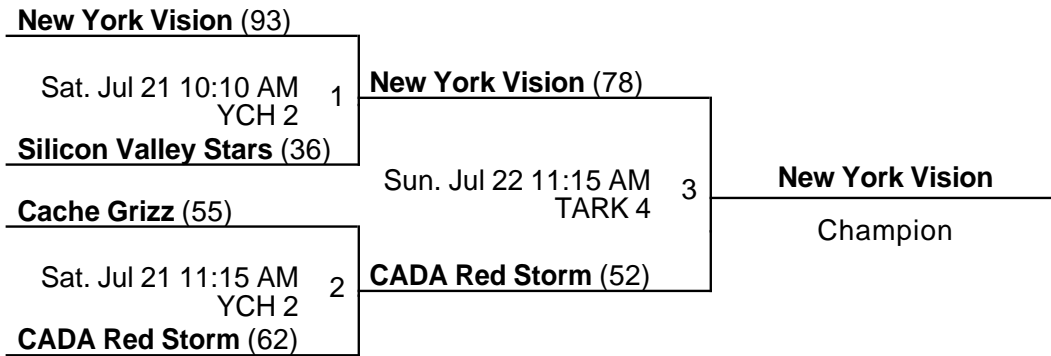 New York Vision (93)
Sat. Jul 21 10:10 AM
YCH 2
1
Silicon Valley Stars (36)
New York Vision (78)
Sun. Jul 22 11:15 AM
TARK 4
3
New York Vision
Champion
Cache Grizz (55)
Sat. Jul 21 11:15 AM
YCH 2
2
CADA Red Storm (62)
CADA Red Storm (52)